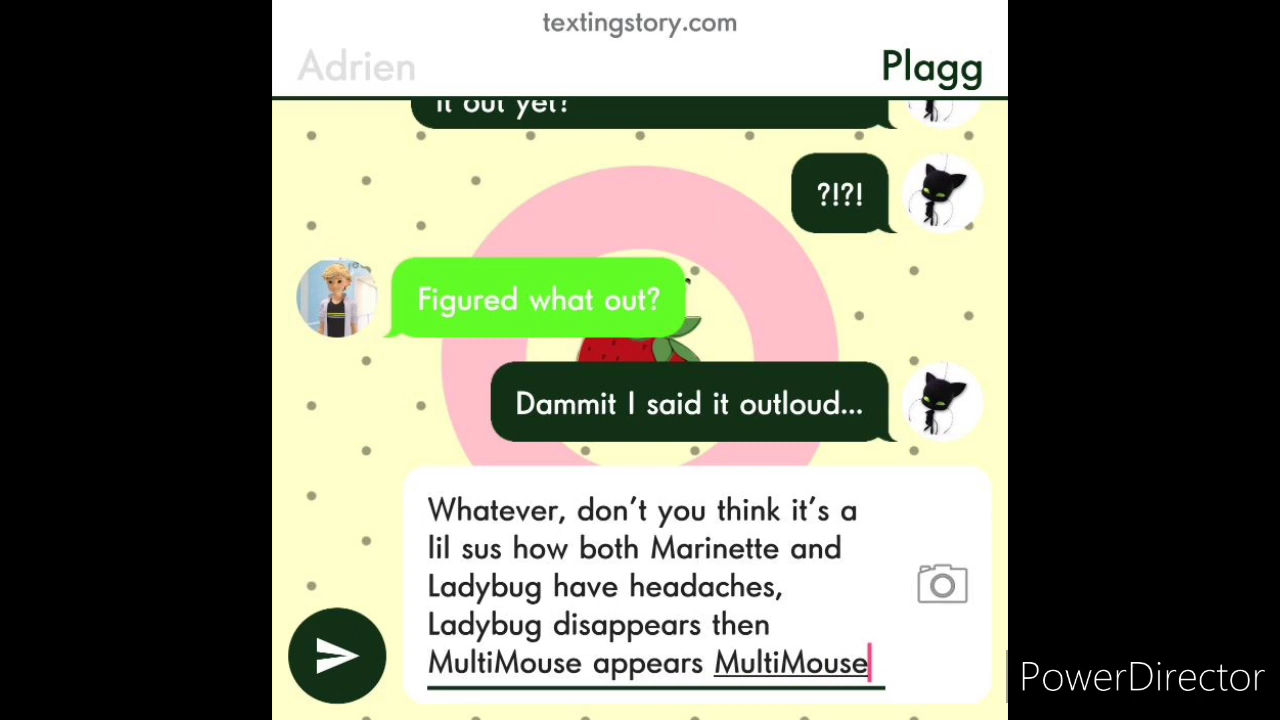 textingstory.com
Adrien
Plagg
it out yet?
?!?!
Figured what out?
Dammit I said it outloud...
Whatever, don't you think it's a
lil sus how both Marinette and
Ladybug have headaches,
Ladybug disappears then
MultiMouse appears MultiMouse
PowerDirector